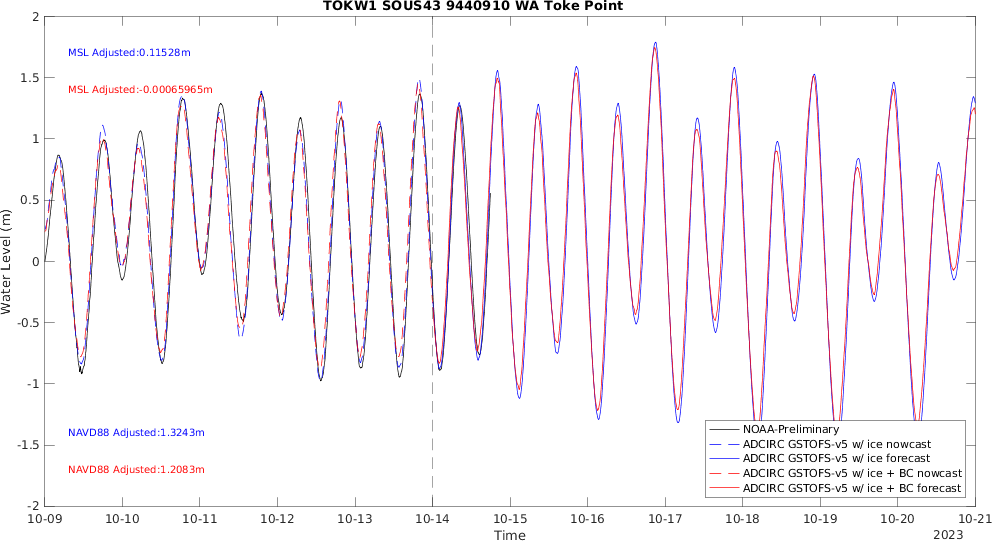 TOKW1 SOUS43 9440910 WA Toke Point
2
1.5
1
0.5
0
-0.5
-1
-1.5
-2
Water Level (m)
MSL Adjusted:0.11528m
MSL Adjusted:-0.00065965m
NAVD88 Adjusted:1.3243m
NAVD88 Adjusted:1.2083m
NOAA-Preliminary
ADCIRC GSTOFS-v5 w/ ice nowcast
ADCIRC GSTOFS-v5 w/ ice forecast
ADCIRC GSTOFS-v5 w/ ice + BC nowcast
ADCIRC GSTOFS-v5 w/ ice + BC forecast
10-09 10-10 10-11 10-12 10-13 10-14 10-15 10-16 10-17 10-18 10-19 10-20 10-21
Time
2023